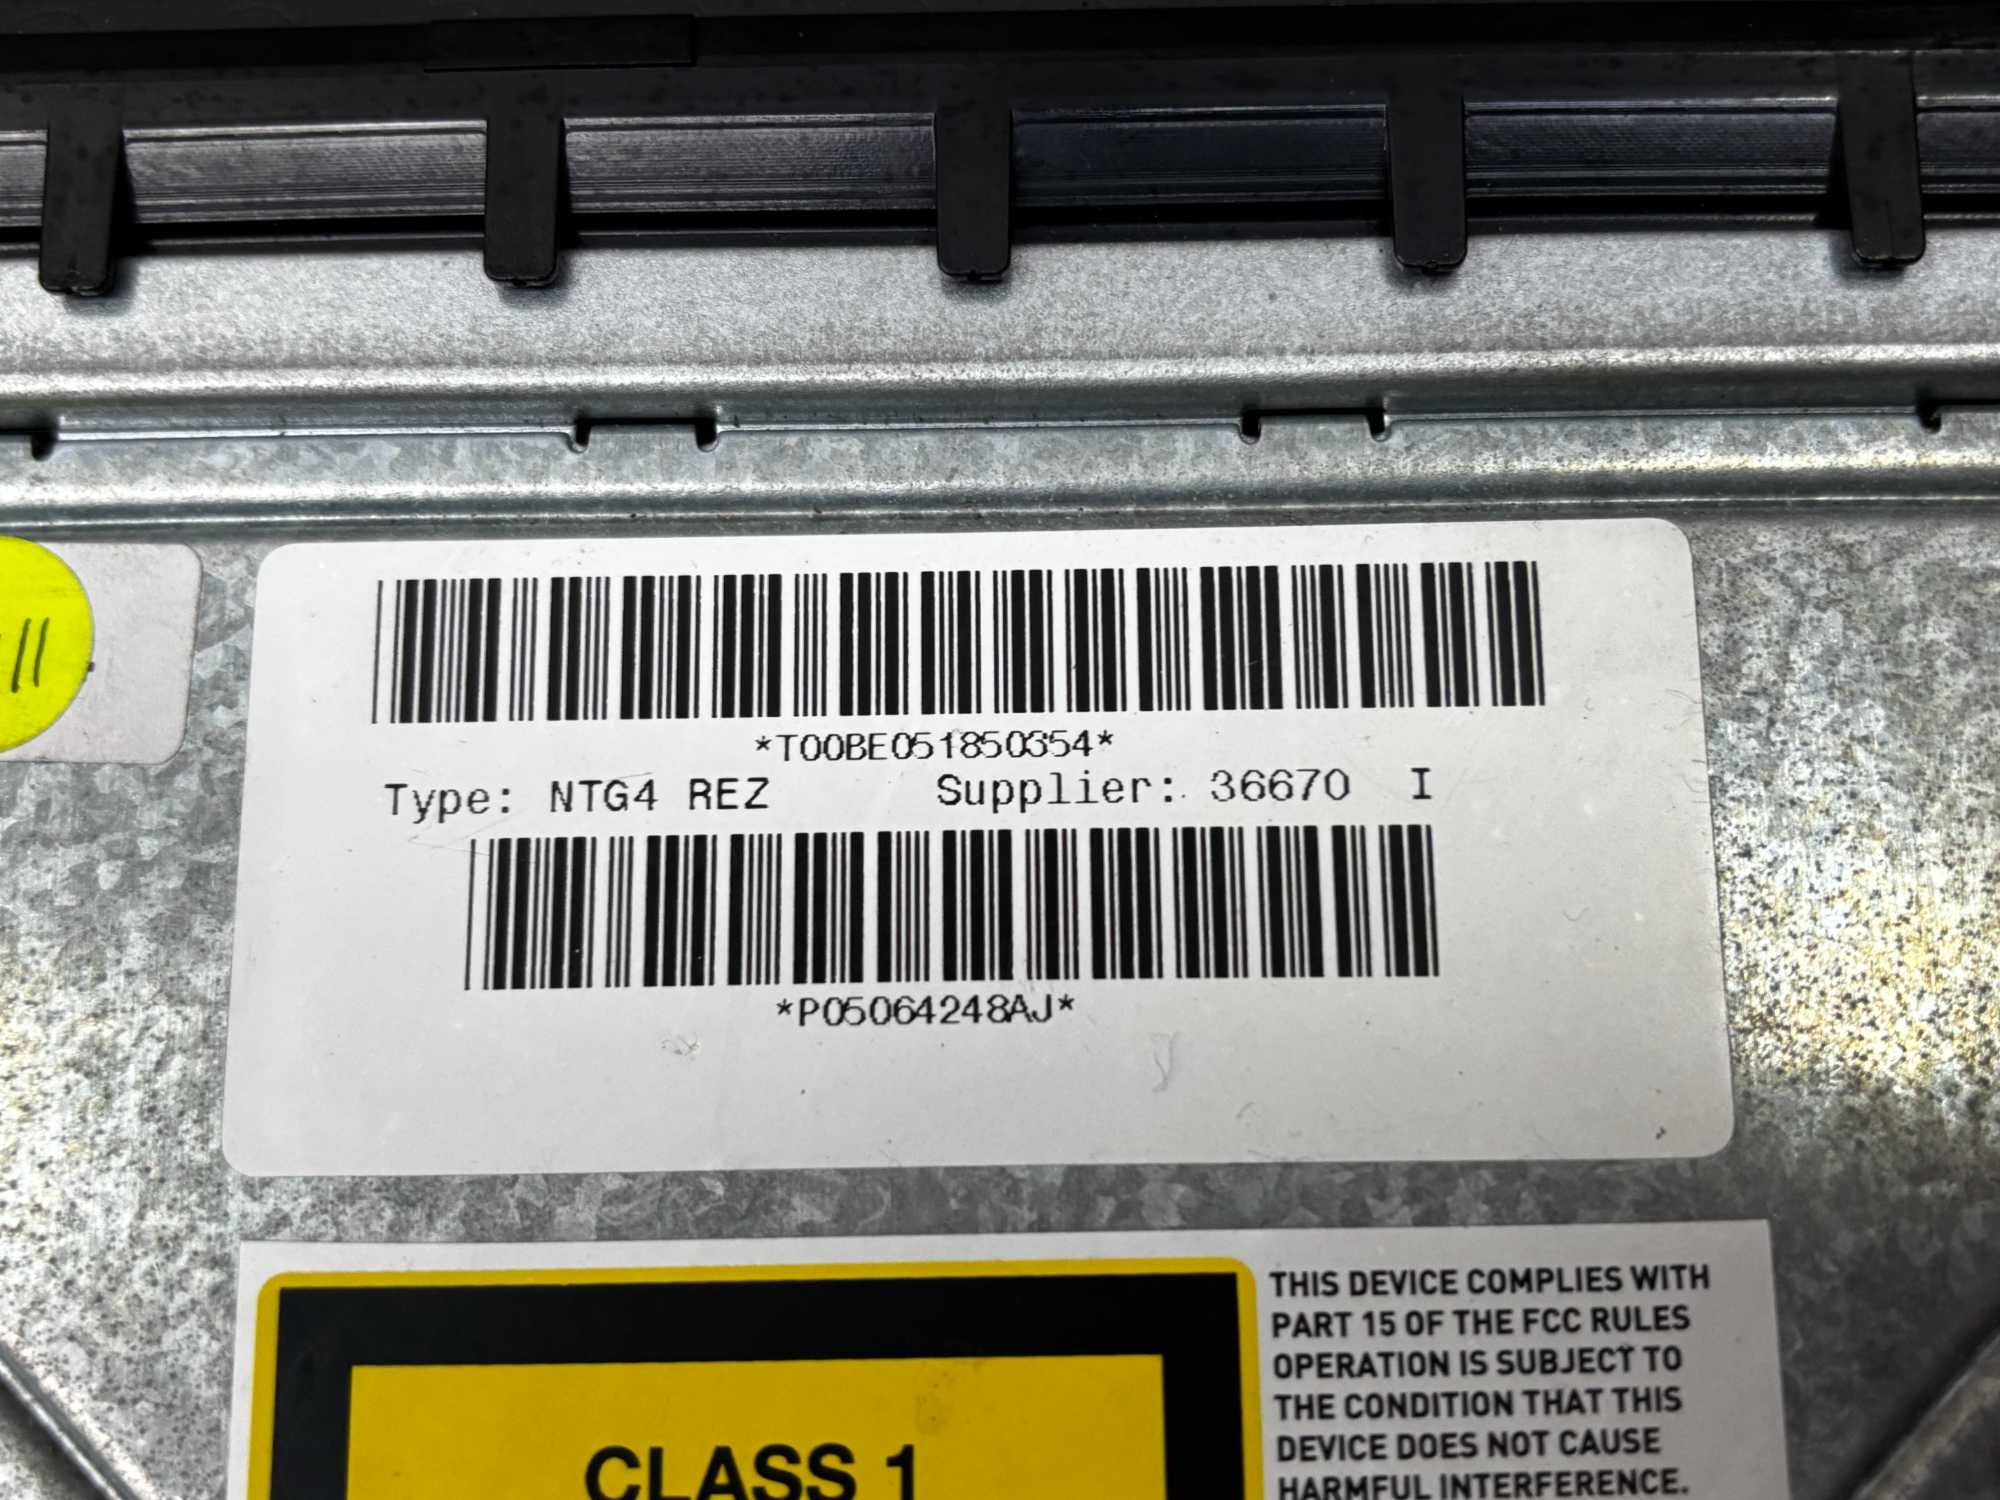 11
*T00BE051850354*
Type: NTG4 REZ Supplier: 36670 I
*P05064248AJ*
THIS DEVICE COMPLIES WITH
PART 15 OF THE FCC RULES
OPERATION IS SUBJECT TO
THE CONDITION THAT THIS
DEVICE DOES NOT CAUSE
HARMFUL INTERFERENCE.
CLASS 1